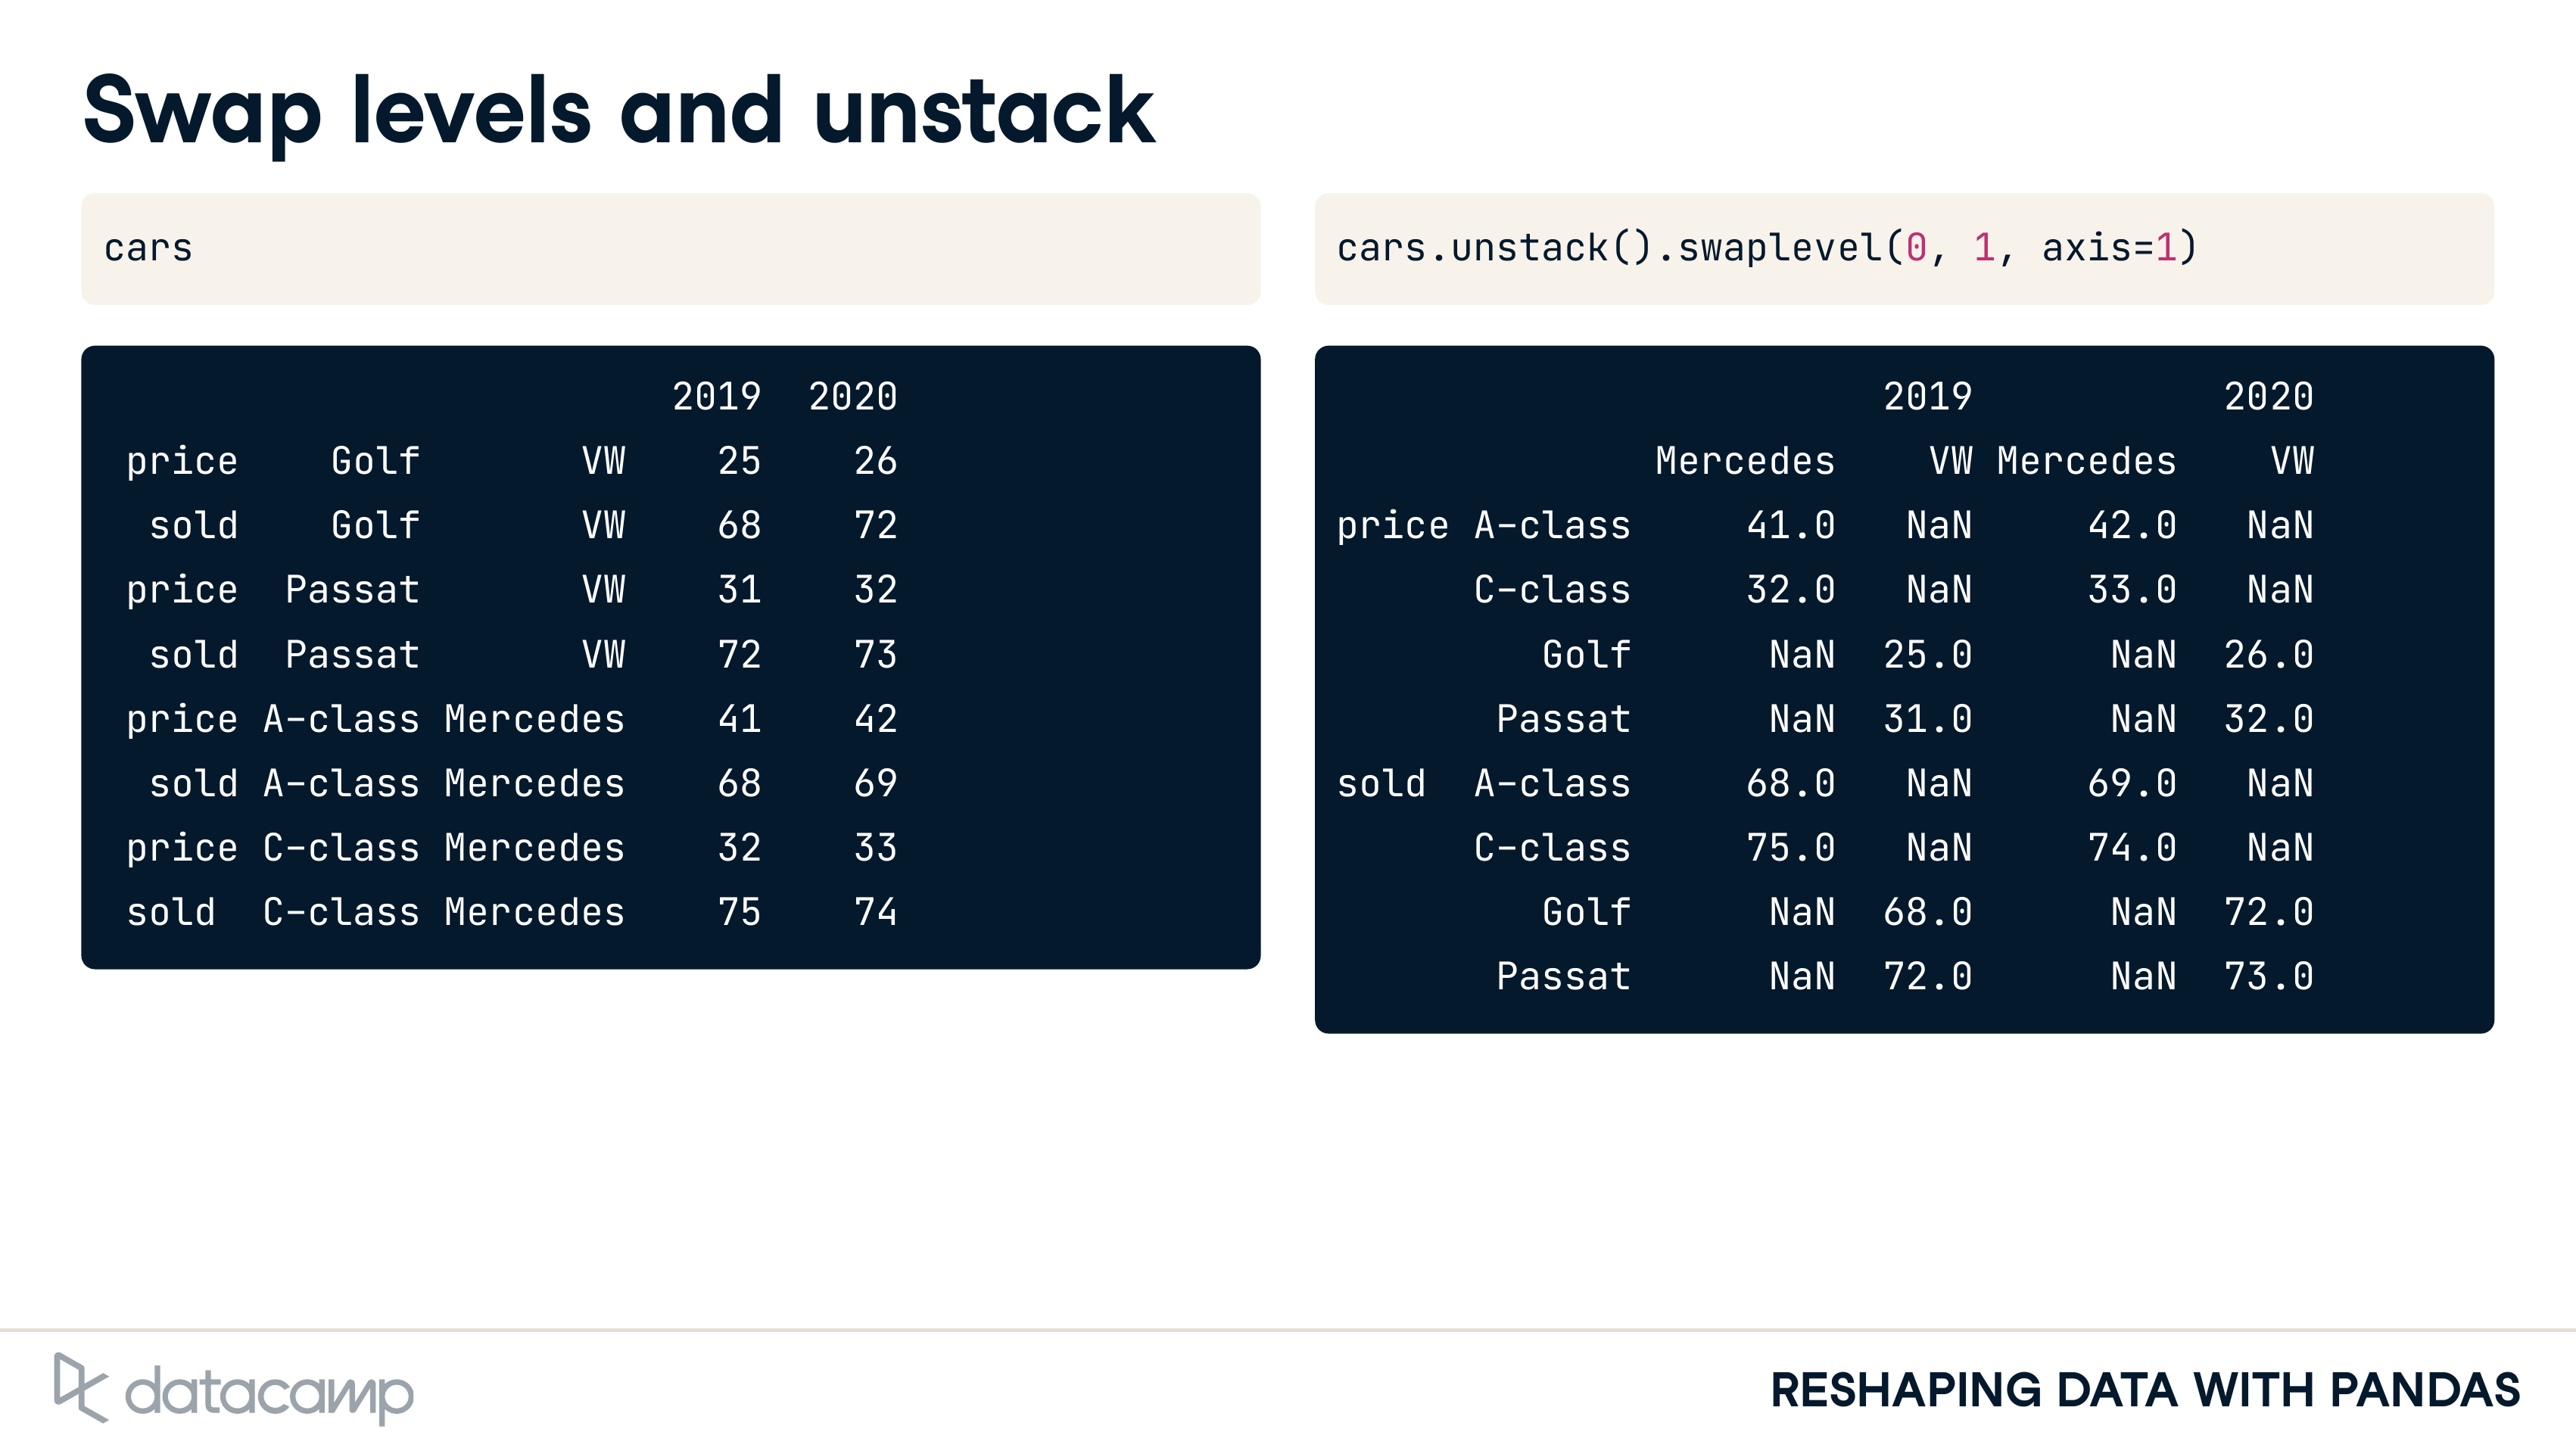 Swap levels and unstack
cars
2019 2020
price Golf VW 25 26
sold Golf VW 68 72
price Passat VW 31 32
sold Passat VW 72 73
price A-class Mercedes 41 42
sold A-class Mercedes 68 69
price C-class Mercedes 32 33
sold C-class Mercedes 75 74
cars.unstack().swaplevel(0, 1, axis=1)
2019 2020
Mercedes VW Mercedes VW
price A-class 41.0 NaN 42.0 NaN
C-class 32.0 NaN 33.0 NaN
Golf NaN 25.0 NaN 26.0
Passat NaN 31.0 NaN 32.0
sold A-class 68.0 NaN 69.0 NaN
C-class 75.0 NaN 74.0 NaN
Golf NaN 68.0 NaN 72.0
Passat NaN 72.0 NaN 73.0
datacamp
RESHAPING DATA WITH PANDAS